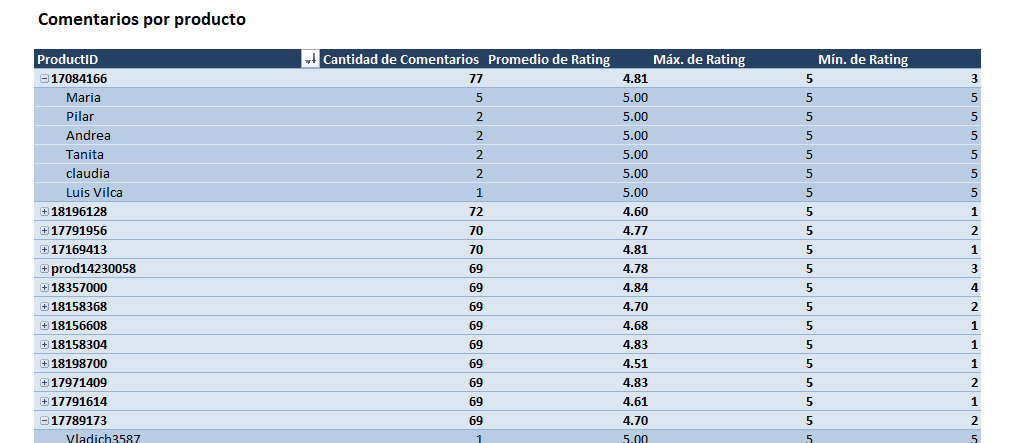 Comentarios por producto
ProductID Cantidad de Comentarios Promedio de Rating Máx. de Rating Mín. de Rating
17084166 77 4.81 5 3
Maria 5 5.00 5 5
Pilar 2 5.00 5 5
Andrea 2 5.00 5 5
Tanita 2 5.00 5 5
claudia 2 5.00 5 5
Luis Vilca 1 5.00 5 5
18196128 72 4.60 5 1
17791956 70 4.77 5 2
17169413 70 4.81 5 1
prod14230058 69 4.78 5 3
18357000 69 4.84 5 4
18158368 69 4.70 5 2
18156608 69 4.68 5 1
18158304 69 4.83 5 1
18198700 69 4.51 5 1
17971409 69 4.83 5 2
17791614 69 4.61 5 1
17789173 69 4.70 5 2
Vladich3587 1 5.00 5 5